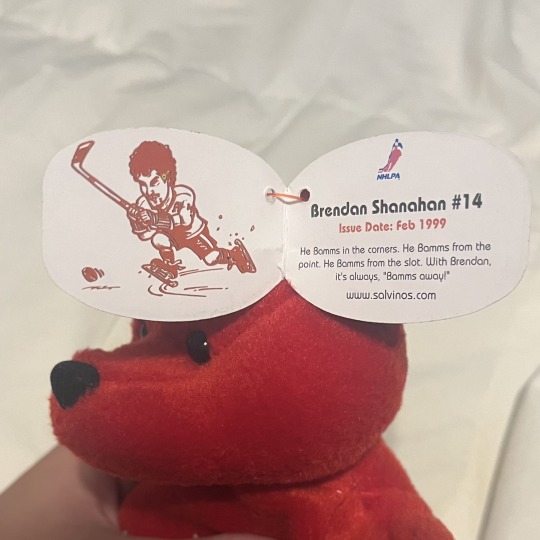 NHLPA
Brendan Shanahan #14
Issue Date: Feb 1999
He Bamms in the corners. He Bamms from the
point. He Bamms from the slot. With Brendan,
it's always, "Bamms away!"
www.salvinos.com